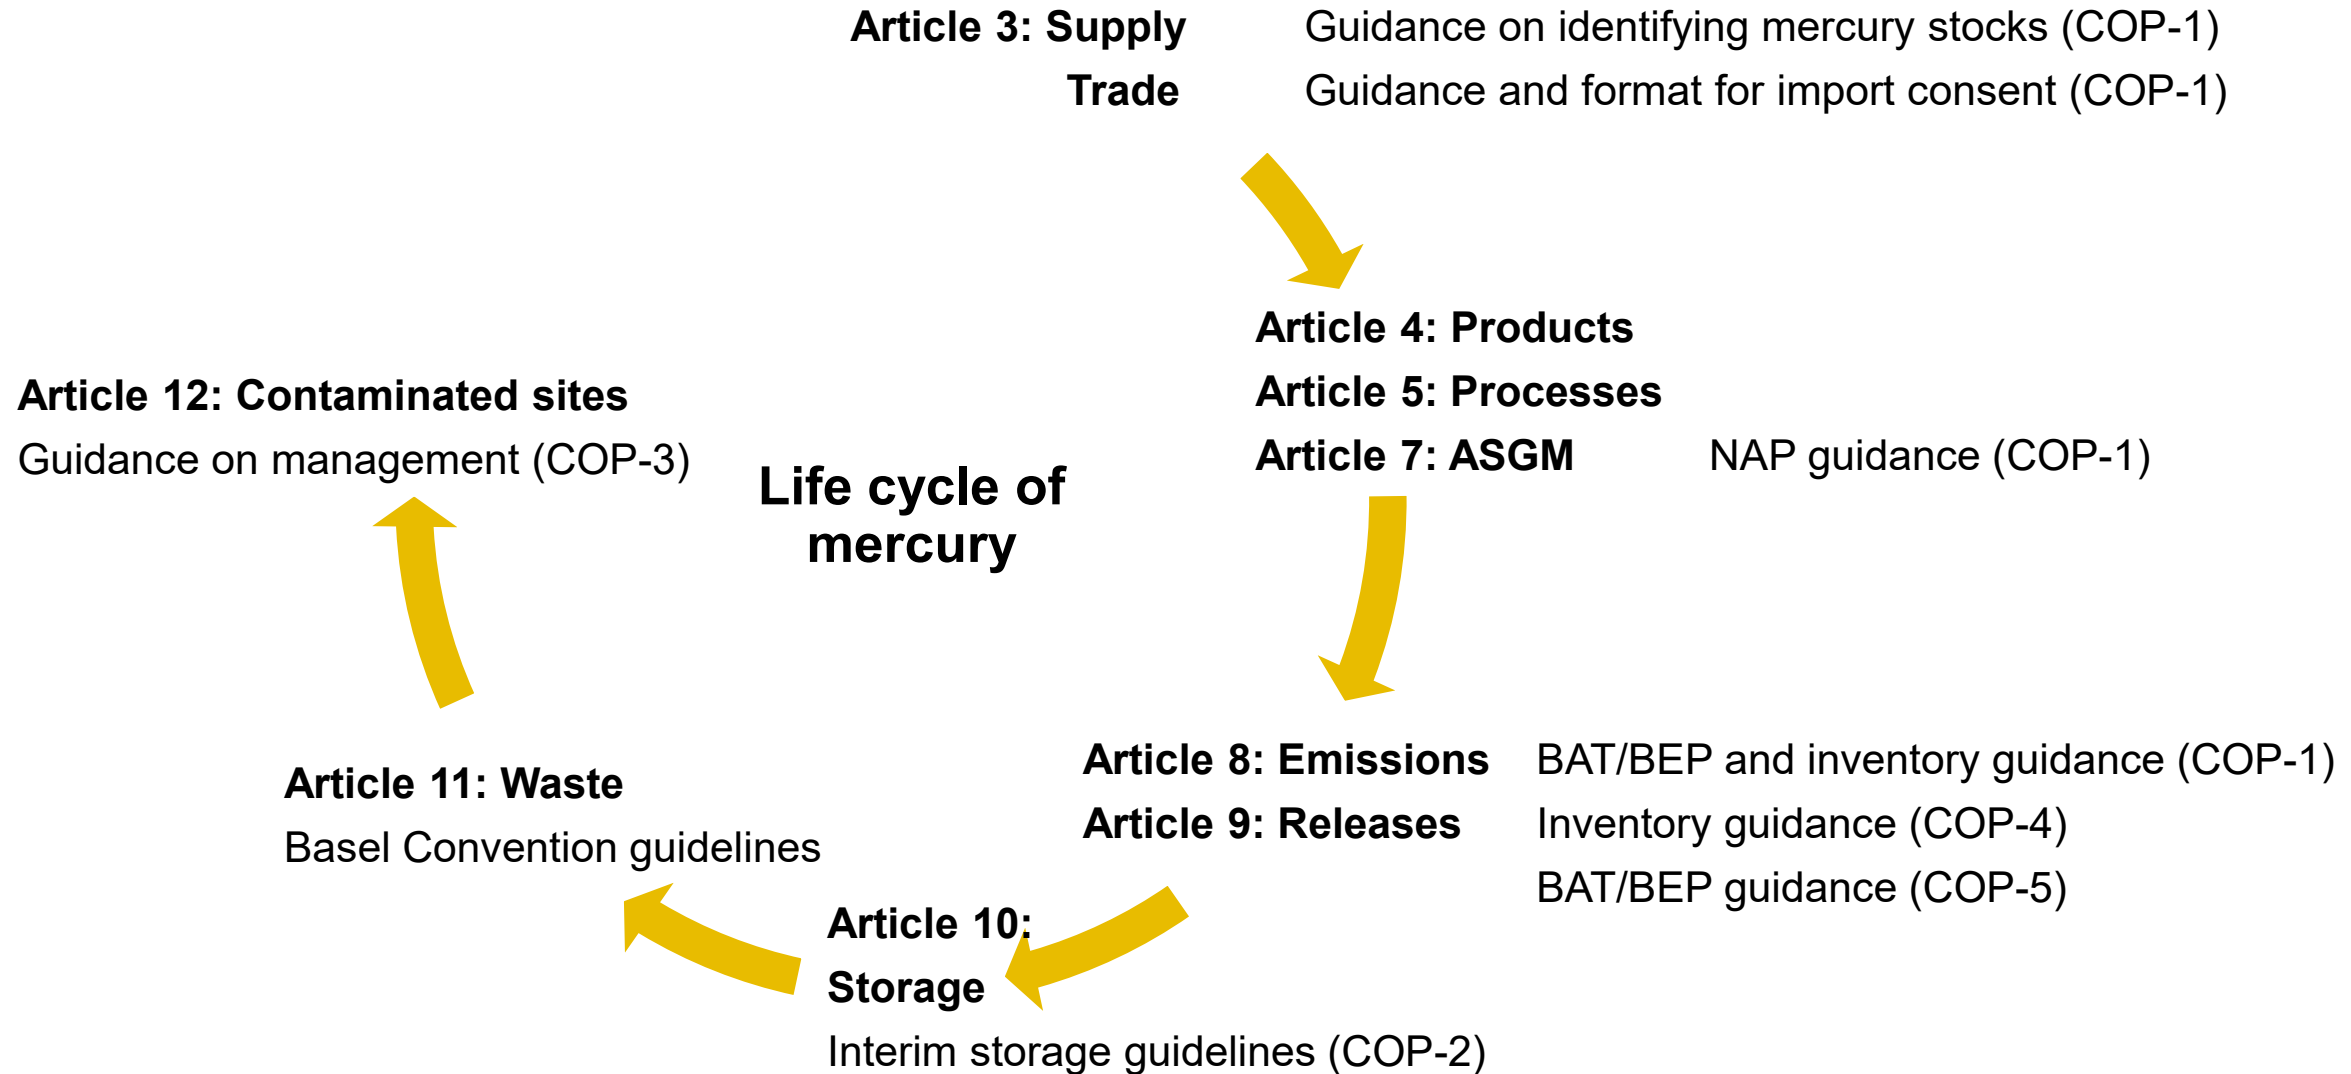 Article 3: Supply Guidance on identifying mercury stocks (COP-1)
Trade Guidance and format for import consent (COP-1)
Article 4: Products
Article 5: Processes
Article 7: ASGM NAP guidance (COP-1)
Article 12: Contaminated sites
Guidance on management (COP-3)
Life cycle of
mercury
Article 8: Emissions BAT/BEP and inventory guidance (COP-1)
Article 9: Releases Inventory guidance (COP-4)
BAT/BEP guidance (COP-5)
Article 11: Waste
Basel Convention guidelines
Article 10:
Storage
Interim storage guidelines (COP-2)